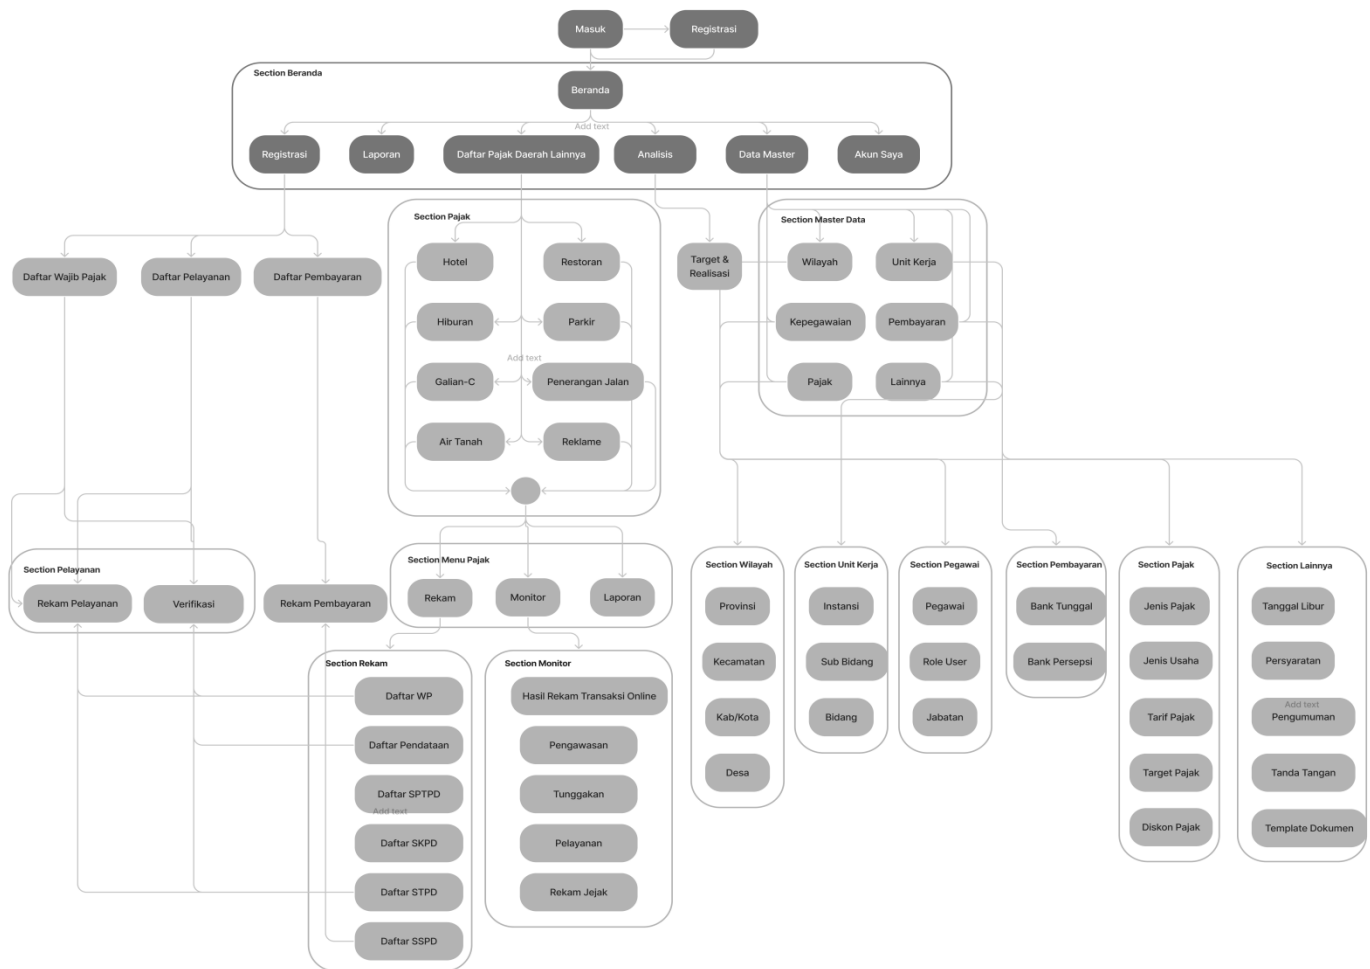 Masuk
Registrasi
Section Beranda
Beranda
Add text
Registrasi
Laporan
Daftar Pajak Daerah Lainnya
Analisis
Data Master
Akun Saya
Section Pajak
Section Master Data
Daftar Wajib Pajak
Daftar Pelayanan
Daftar Pembayaran
Hotel
Restoran
Target &
Realisasi
Wilayah
Unit Kerja
Hiburan
Parkir
Kepegawaian
Pembayaran
Add text
Galian-C
Penerangan Jalan
Pajak
Lainnya
Air Tanah
Reklame
Section Pelayanan
Rekam Pelayanan
Verifikasi
Rekam Pembayaran
Section Menu Pajak
Rekam
Monitor
Laporan
Section Rekam
Daftar WP
Daftar Pendataan
Daftar SPTPD
Add text
Daftar SKPD
Daftar STPD
Daftar SSPD
Section Monitor
Hasil Rekam Transaksi Online
Pengawasan
Tunggakan
Pelayanan
Rekam Jejak
Section Wilayah
Provinsi
Kecamatan
Kab/Kota
Desa
Section Unit Kerja
Instansi
Sub Bidang
Bidang
Section Pegawai
Pegawai
Role User
Jabatan
Section Pembayaran
Bank Tunggal
Bank Persepsi
Section Pajak
Jenis Pajak
Jenis Usaha
Tarif Pajak
Target Pajak
Diskon Pajak
Section Lainnya
Tanggal Libur
Persyaratan
Add text
Pengumuman
Tanda Tangan
Template Dokumen